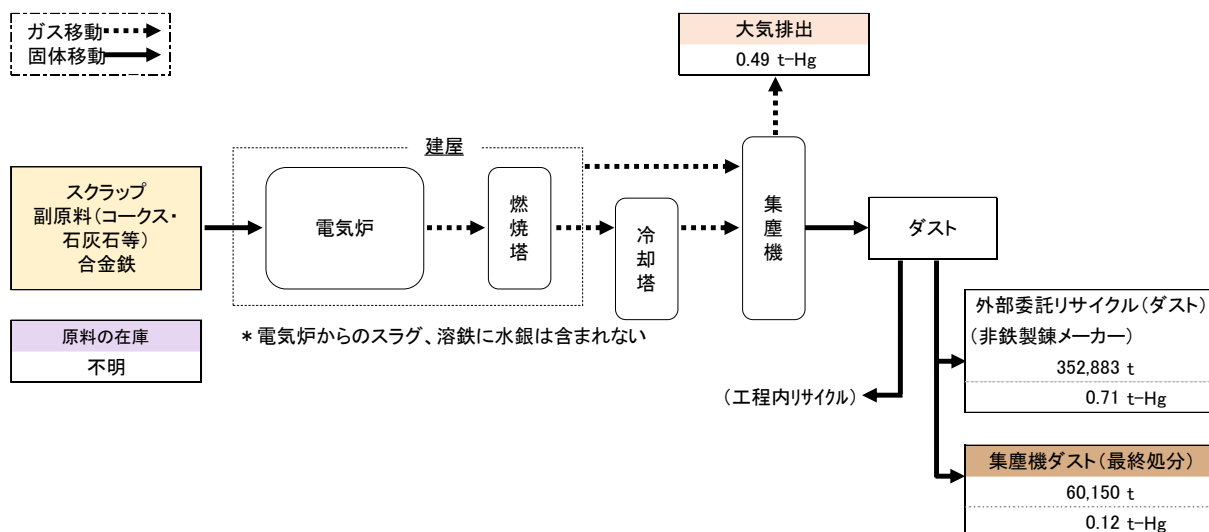 ガス移動
固体移動
大気排出
0.49 t-Hg
建屋
スクラップ
副原料(コークス・
石灰石等)
合金鉄
電気炉
燃焼塔
冷却塔
集塵機
ダスト
原料の在庫
不明
*電気炉からのスラグ、溶鉄に水銀は含まれない
(工程内リサイクル)
外部委託リサイクル(ダスト)
(非鉄製錬メーカー)
352,883 t
0.71 t-Hg
集塵機ダスト(最終処分)
60,150 t
0.12 t-Hg